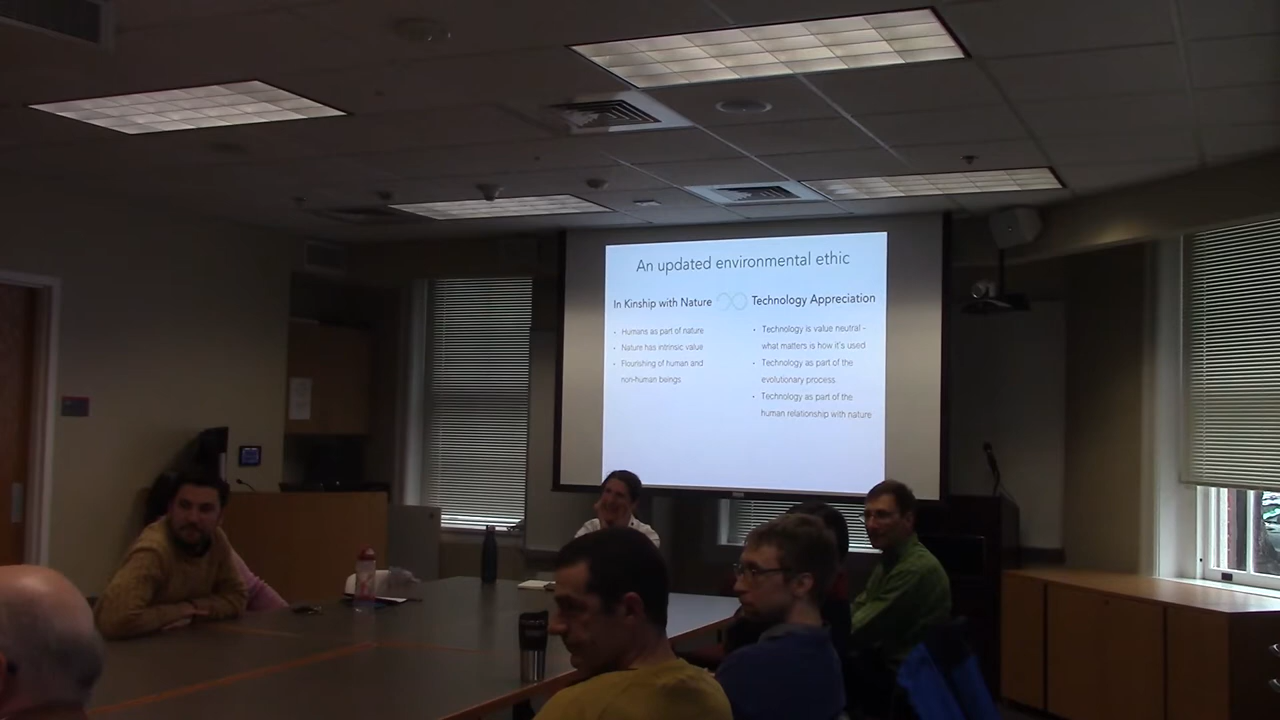 An updated environmental ethic
In Kinship with Nature
Technology Appreciation
- Humans as part of nature
- Nature has intrinsic value
- Flourishing of human and
non-human beings
- Technology is value neutral -
what matters is how it's used
- Technology as part of the
evolutionary process.
- Technology as part of the
human relationship with nature